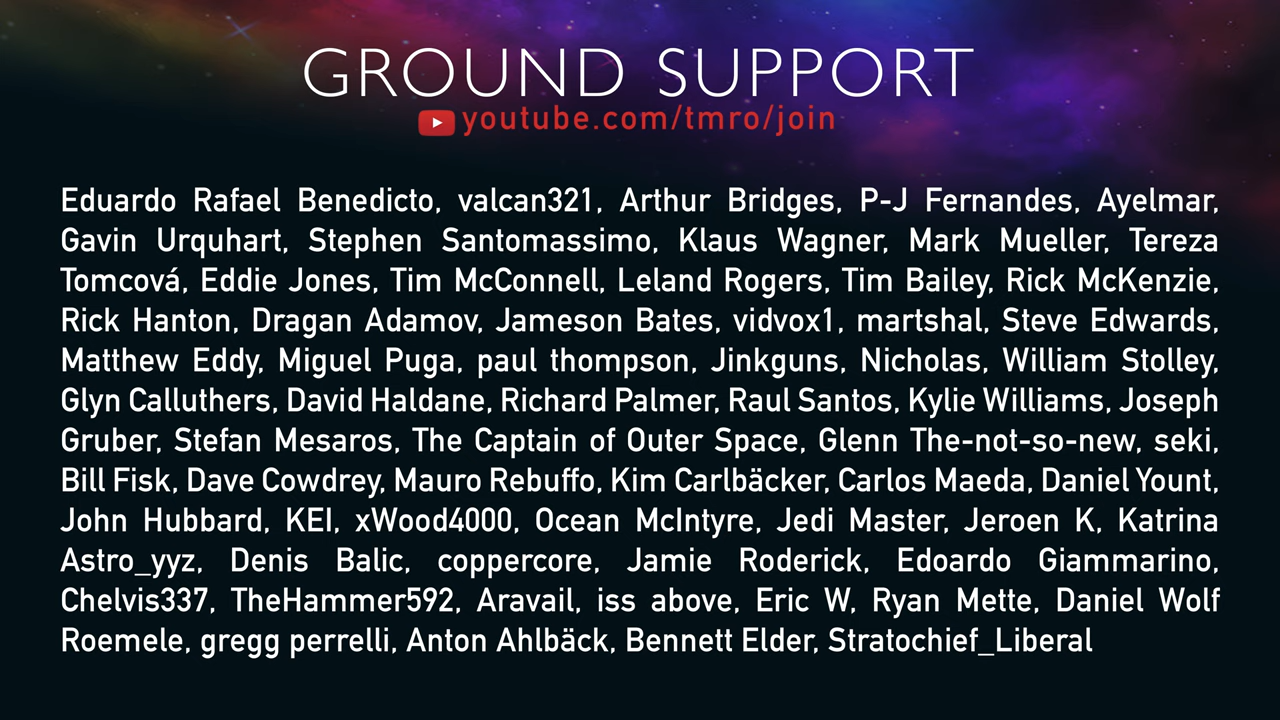 GROUND SUPPORT
youtube.com/tmro/join
Eduardo Rafael Benedicto, valcan321, Arthur Bridges, P-J Fernandes, Ayelmar,
Gavin Urquhart, Stephen Santomassimo, Klaus Wagner, Mark Mueller, Tereza
Tomcová, Eddie Jones, Tim McConnell, Leland Rogers, Tim Bailey, Rick McKenzie,
Rick Hanton, Dragan Adamov, Jameson Bates, vidvox1, martshal, Steve Edwards,
Matthew Eddy, Miguel Puga, paul thompson, Jinkguns, Nicholas, William Stolley,
Glyn Calluthers, David Haldane, Richard Palmer, Raul Santos, Kylie Williams, Joseph
Gruber, Stefan Mesaros, The Captain of Outer Space, Glenn The-not-so-new, seki,
Bill Fisk, Dave Cowdrey, Mauro Rebuffo, Kim Carlbäcker, Carlos Maeda, Daniel Yount,
John Hubbard, KEI, xWood4000, Ocean McIntyre, Jedi Master, Jeroen K, Katrina
Astro_yyz, Denis Balic, coppercore, Jamie Roderick, Edoardo Giammarino,
Chelvis337, TheHammer592, Aravail, iss above, Eric W, Ryan Mette, Daniel Wolf
Roemele, gregg perrelli, Anton Ahlbäck, Bennett Elder, Stratochief_Liberal